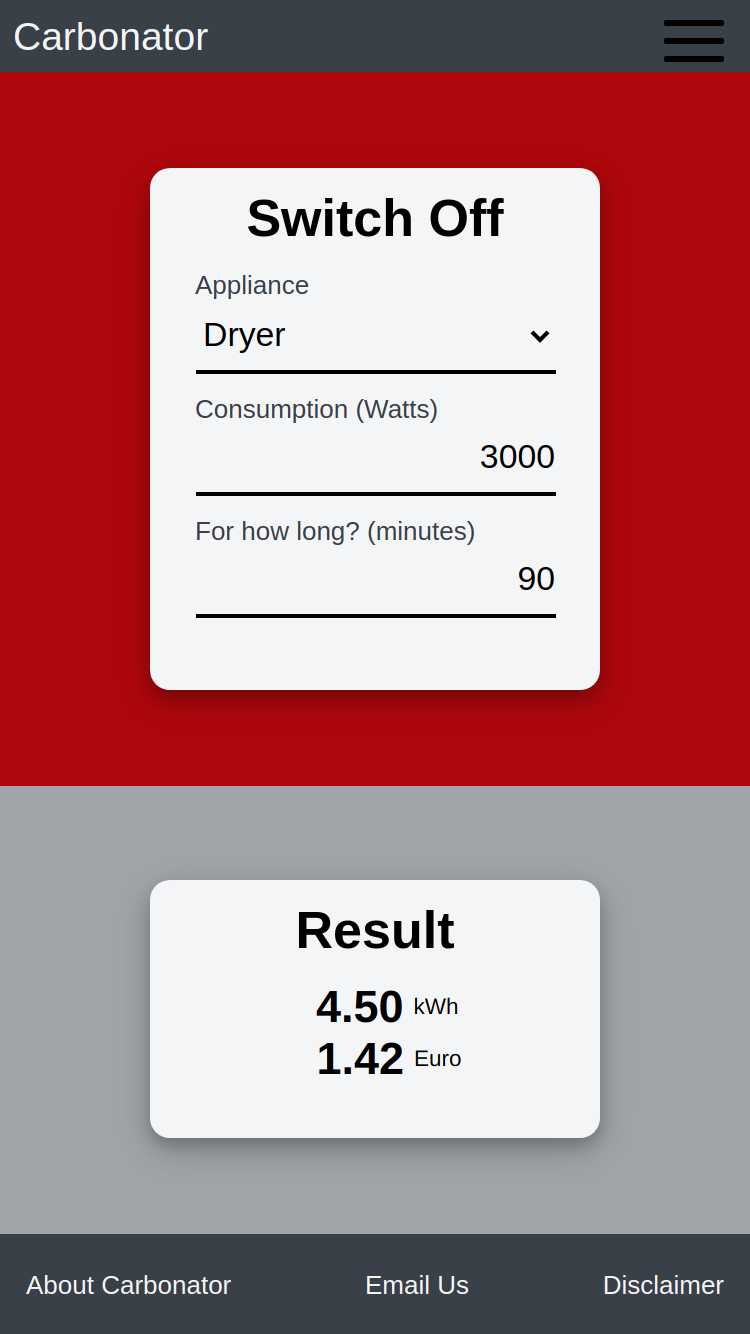 Carbonator
Switch Off
Appliance
Dryer
Consumption (Watts)
3000
For how long? (minutes)
90
Result
4.50 kWh
1.42 Euro
About Carbonator Email Us Disclaimer